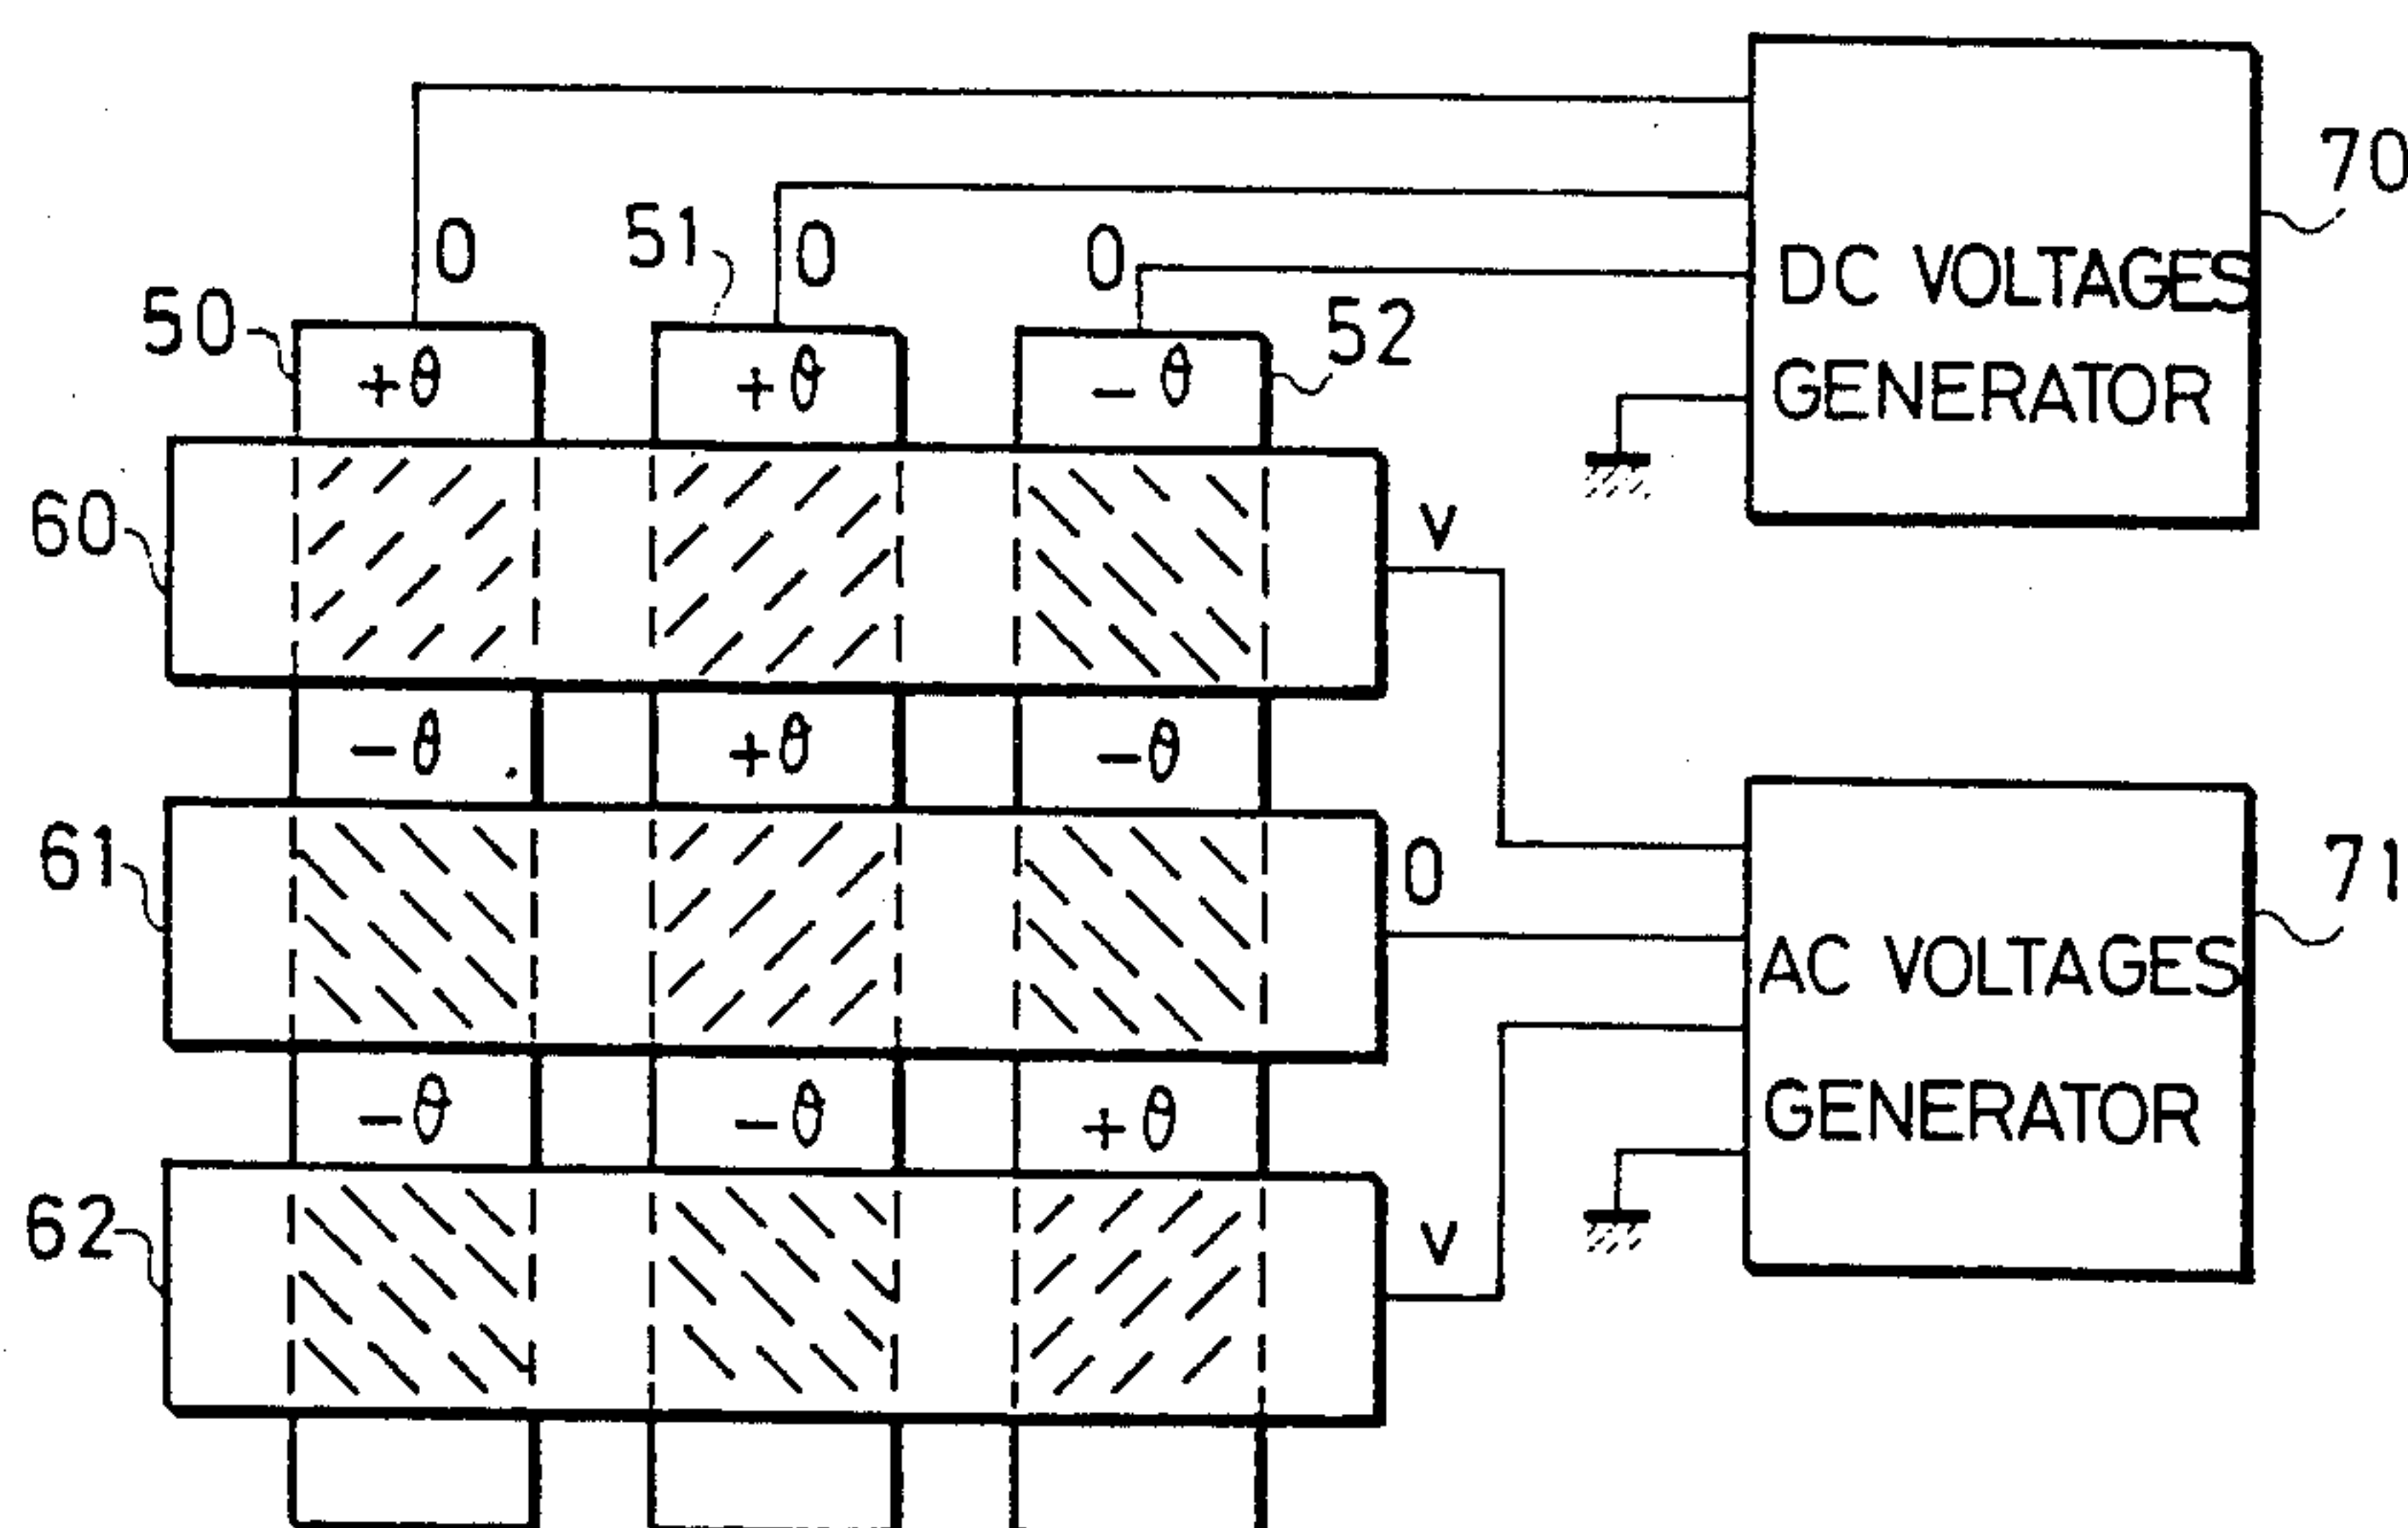 70
51 0 0 0
DC VOLTAGES
GENERATOR
50 52
+θ +θ -θ
60
V
-θ +θ -θ
61
0
71
AC VOLTAGES
GENERATOR
-θ -θ +θ
62
V